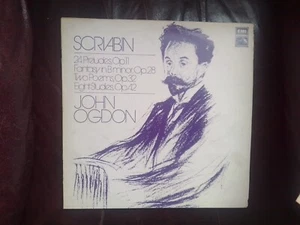 SCRIABIN
24 Preludes, Op.11
Fantasy in B minor, Op.28
Two Poems, Op.32
Eight Etudes, Op.42
JOHN
OGDON
EMI